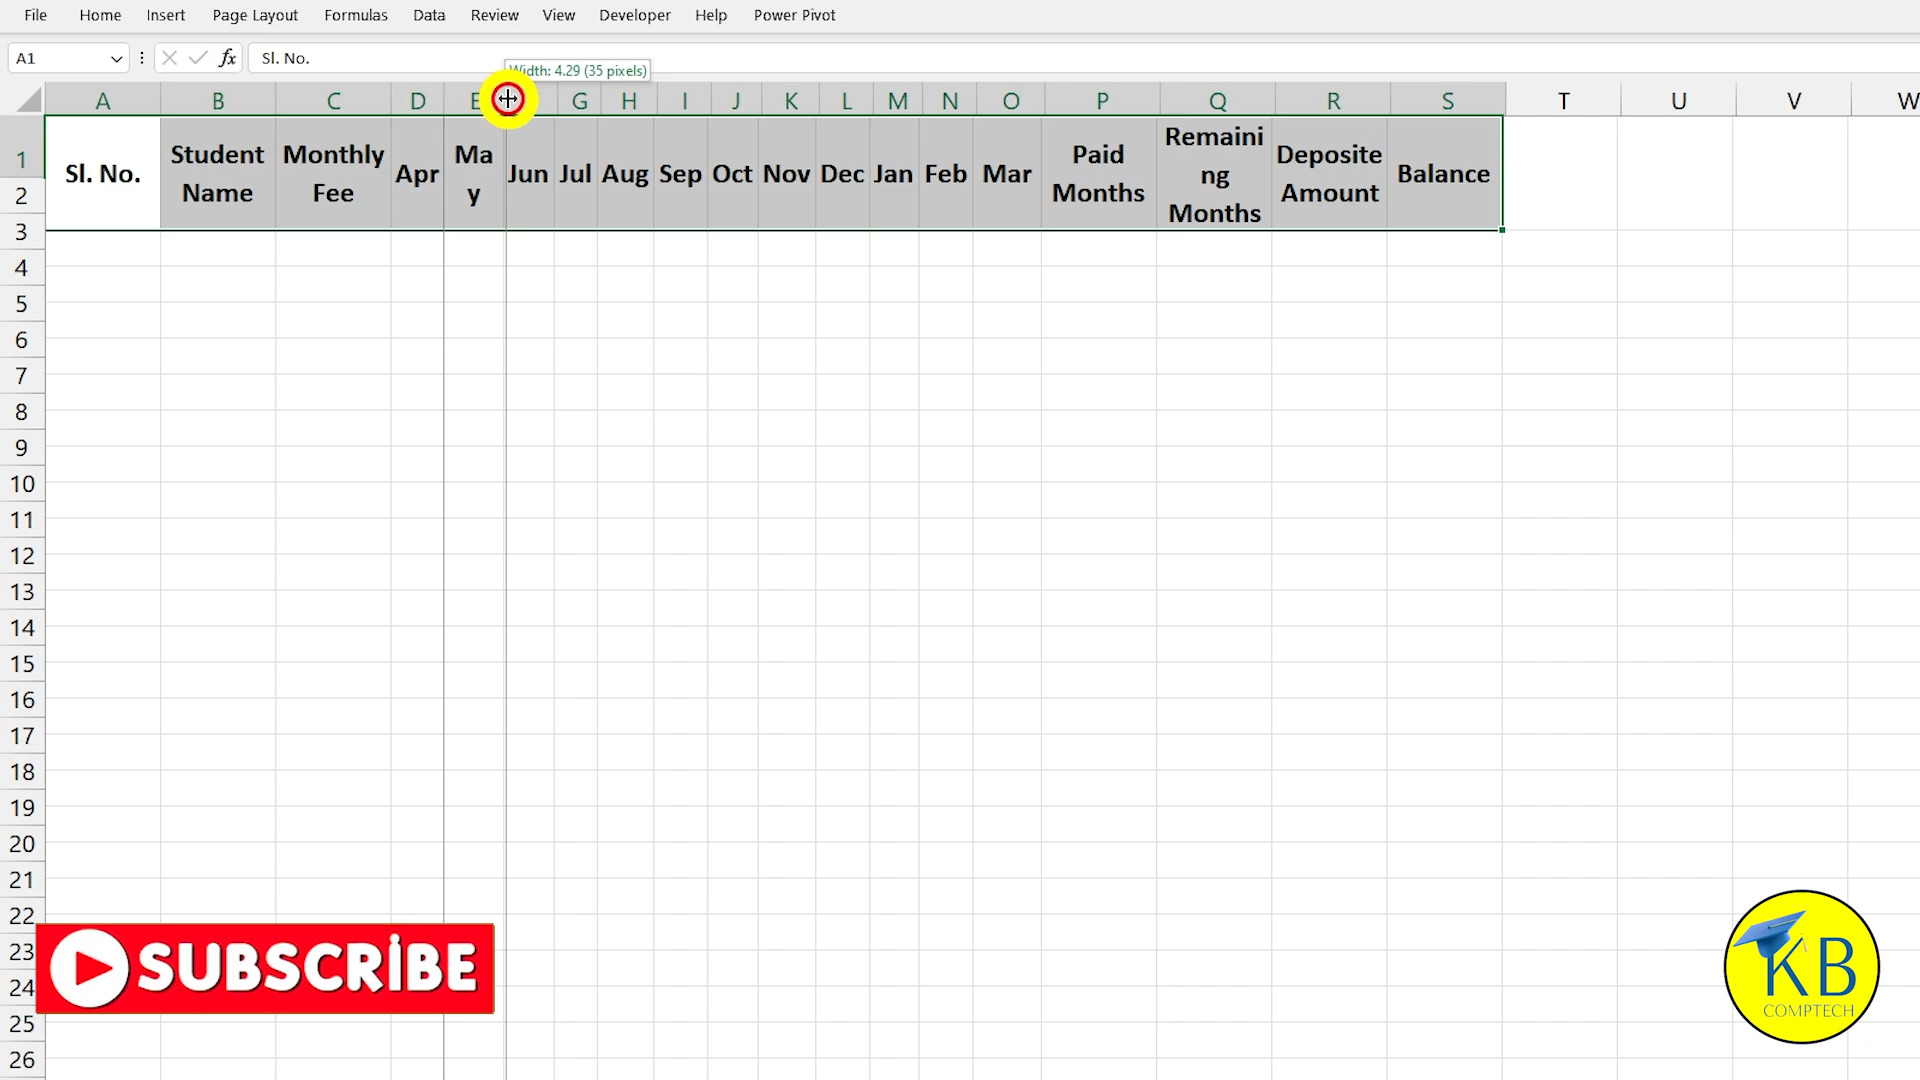 File Home Insert Page Layout Formulas Data Review View Developer Help Power Pivot
A1 fx Sl. No.
Width: 4.29 (35 pixels)
A B C D E G H I J K L M N O P Q R S T U V W
1
2
3
Sl. No.
Student
Name
Monthly
Fee
Apr
Ma
y
Jun
Jul
Aug
Sep
Oct
Nov
Dec
Jan
Feb
Mar
Paid
Months
Remaini
ng
Months
Deposite
Amount
Balance
4
5
6
7
8
9
10
11
12
13
14
15
16
17
18
19
20
21
22
23
24
25
26
SUBSCRİBE
KB
COMPTECH